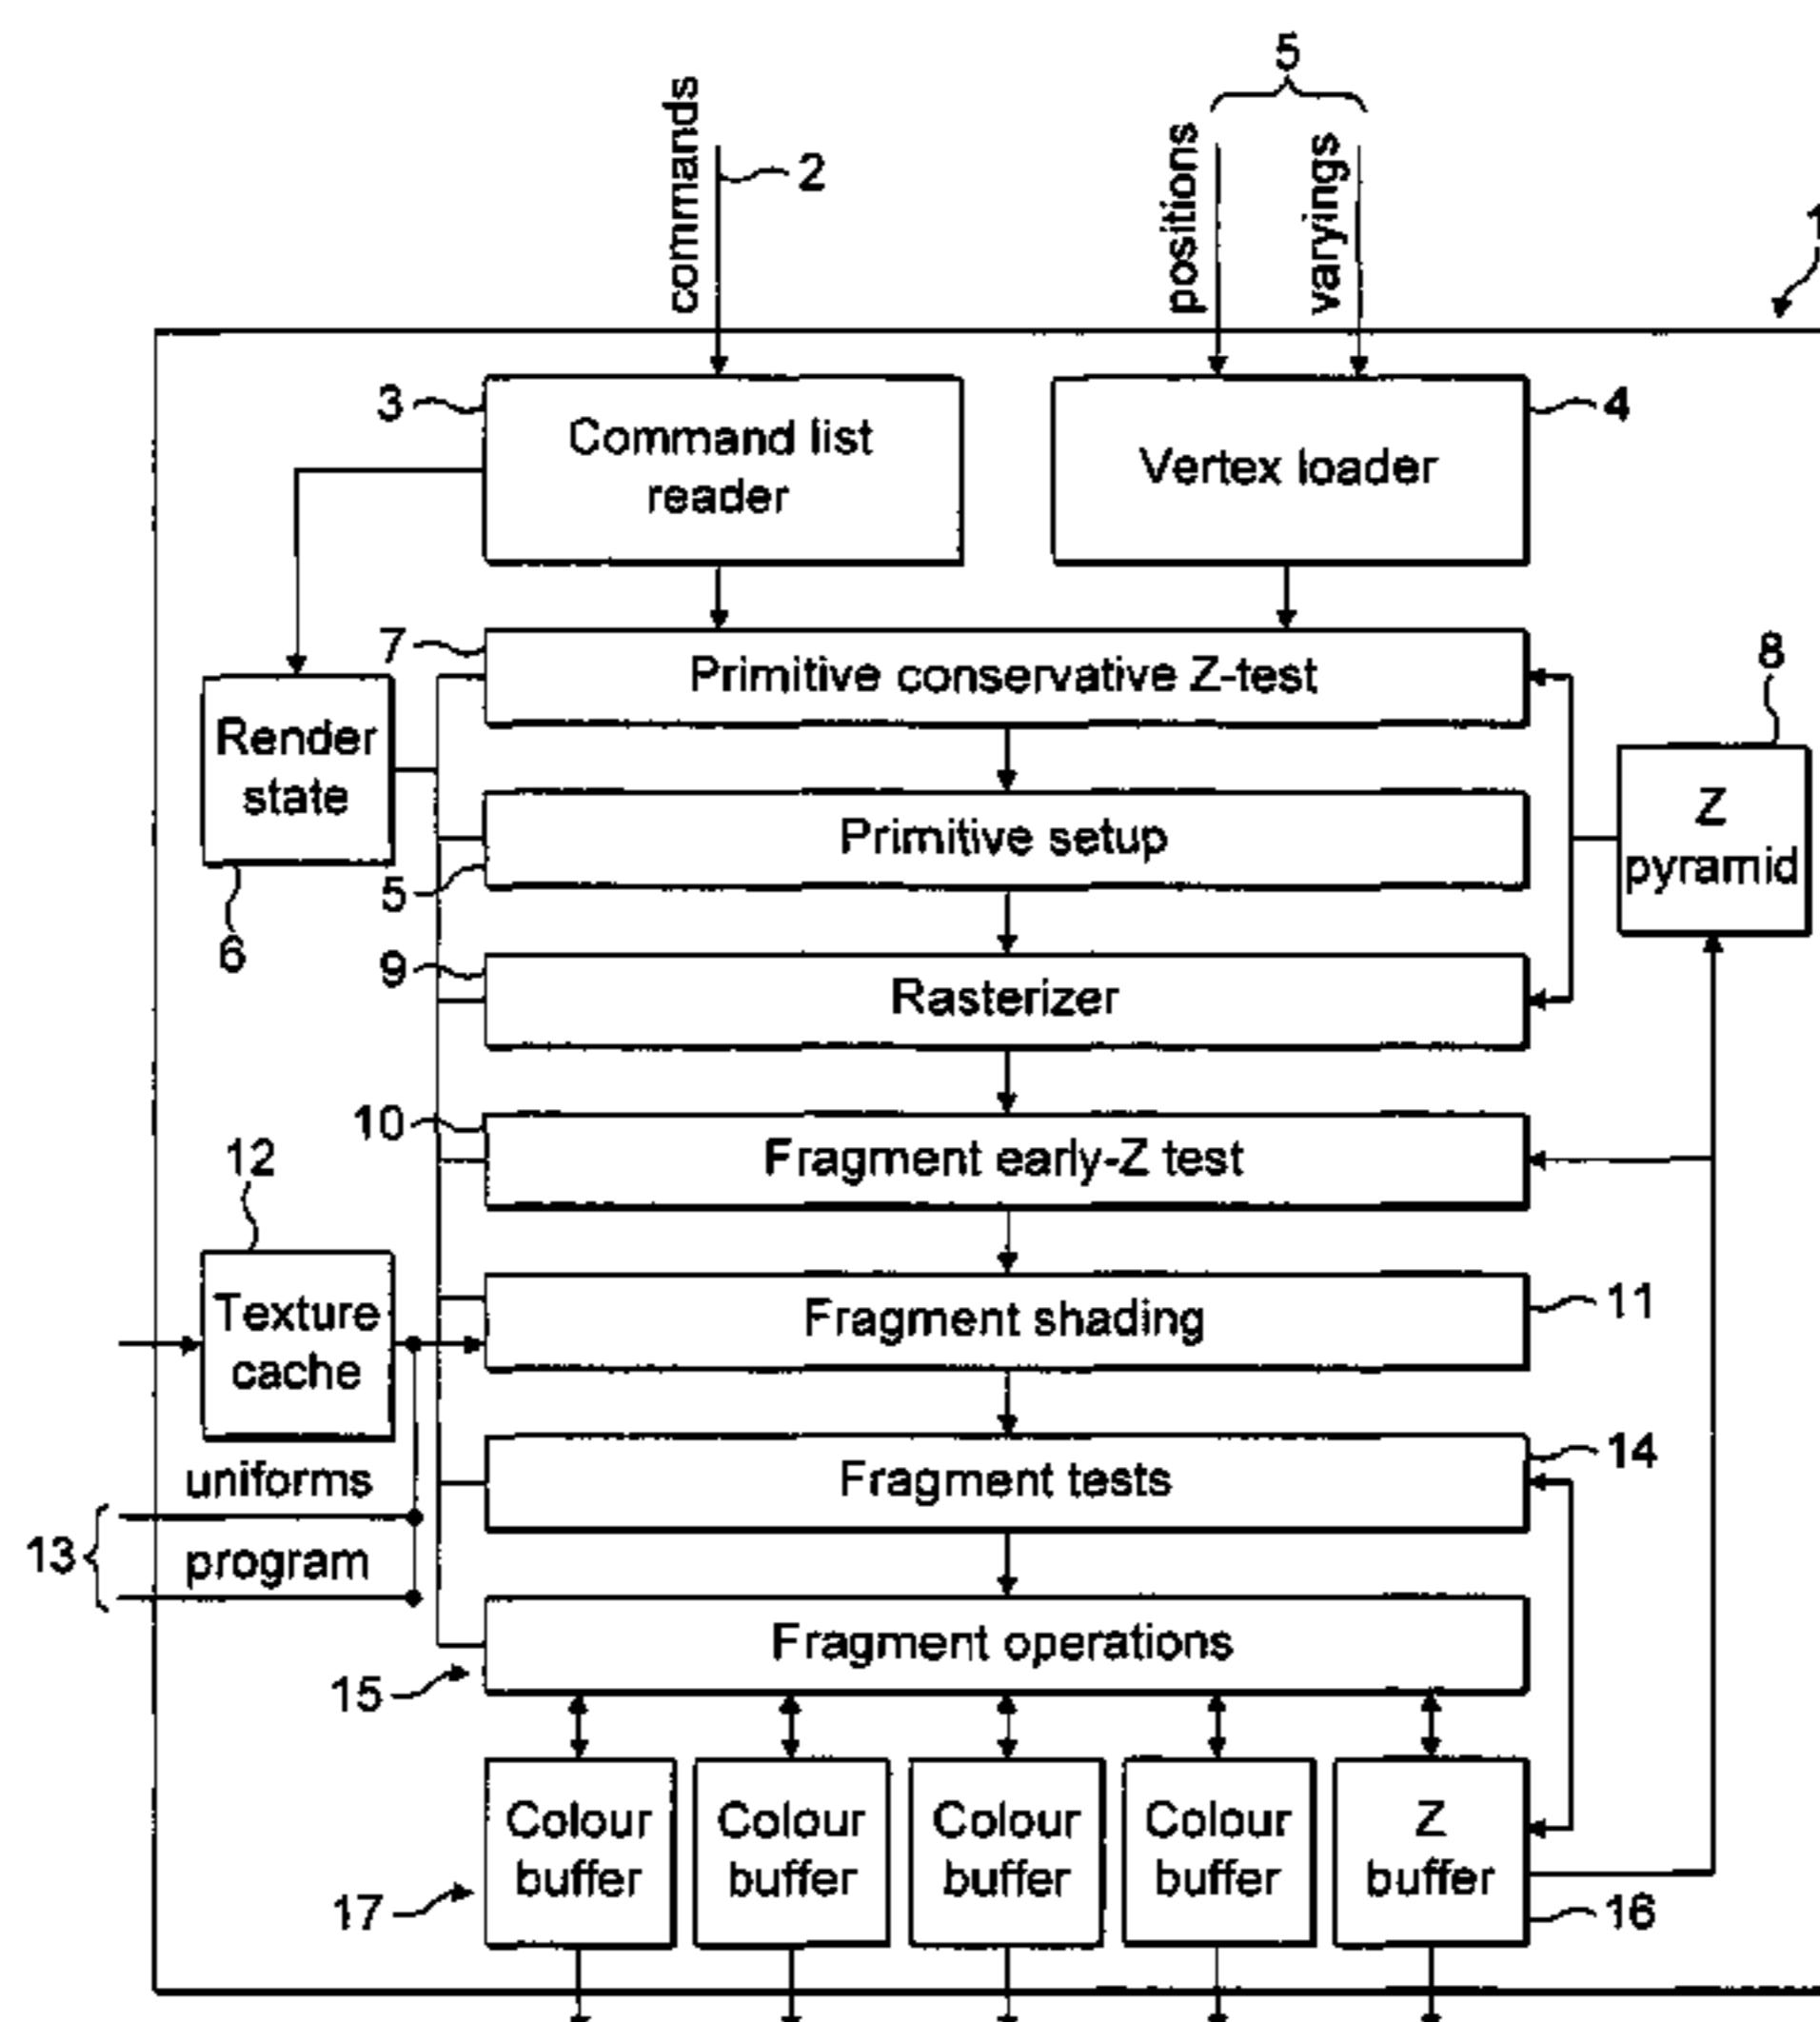 5
commands
2
positions
varyings
1
3
Command list
reader
Vertex loader
4
7
Primitive conservative Z-test
8
Render
state
6
Primitive setup
5
Z
pyramid
9
Rasterizer
10
Fragment early-Z test
12
Texture
cache
Fragment shading
11
uniforms
13
program
Fragment tests
14
Fragment operations
15
Colour
buffer
Colour
buffer
Colour
buffer
Colour
buffer
Z
buffer
17
16